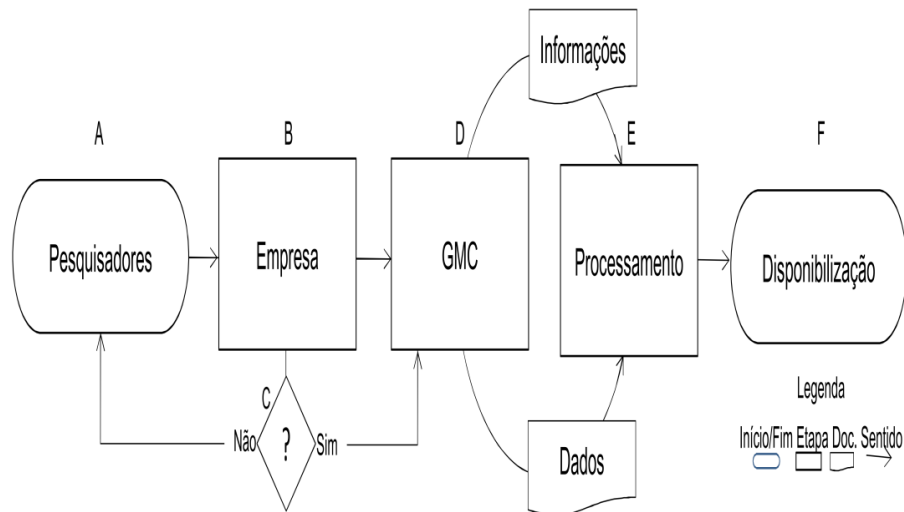 Informações
A
B
D
E
F
Pesquisadores
Empresa
GMC
Processamento
Disponibilização
C
Não
?
Sim
Dados
Legenda
Início/Fim Etapa Doc. Sentido